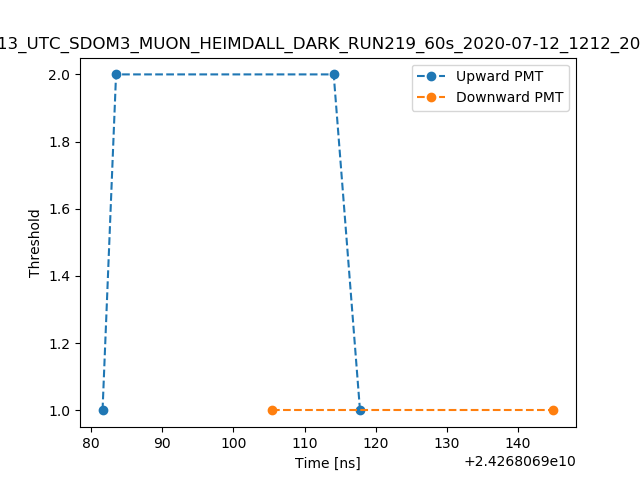 13_UTC_SDOM3_MUON_HEIMDALL_DARK_RUN219_60s_2020-07-12_1212_20
Upward PMT
Downward PMT
2.0
1.8
1.6
1.4
1.2
1.0
Threshold
80 90 100 110 120 130 140
Time [ns]
+2.4268069e10